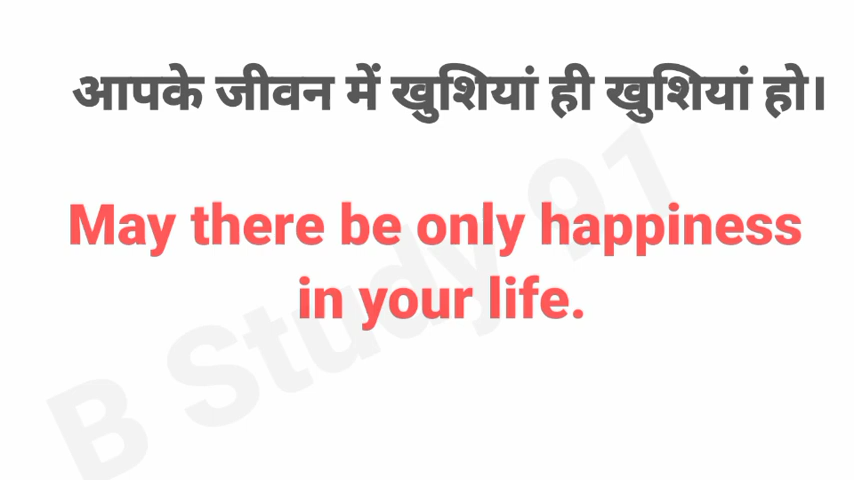 आपके जीवन में खुशियां ही खुशियां हो।
May there be only happiness
in your life.
B Study 91